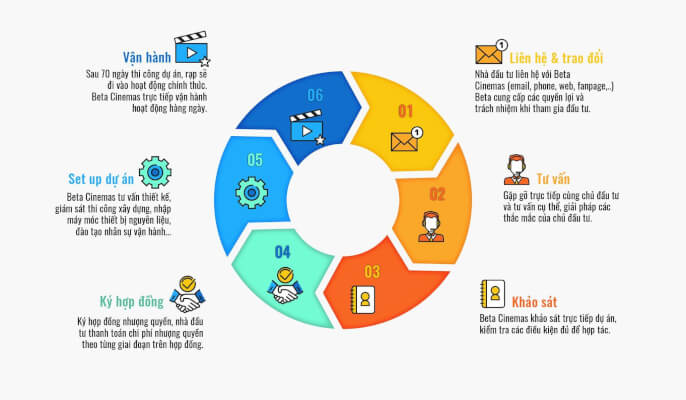 Liên hệ & trao đổi
Nhà đầu tư liên hệ với Beta
Cinemas (email, phone, web, fanpage,..)
Beta cung cấp các quyền lợi và
trách nhiệm khi tham gia đầu tư.
Tư vấn
Gặp gỡ trực tiếp cùng chủ đầu tư
và tư vấn cụ thể, giải pháp các
thắc mắc của chủ đầu tư.
Khảo sát
Beta Cinemas khảo sát trực tiếp dự án,
kiểm tra các điều kiện đủ để hợp tác.
Ký hợp đồng
Ký hợp đồng nhượng quyền, nhà đầu
tư thanh toán chi phí nhượng quyền
theo từng giai đoạn trên hợp đồng.
Set up dự án
Beta Cinemas tư vấn thiết kế,
giám sát thi công xây dựng, nhập
máy móc thiết bị nguyên liệu,
đào tạo nhân sự vận hành...
Vận hành
Sau 70 ngày thi công dự án, rạp sẽ
đi vào hoạt động chính thức.
Beta Cinemas trực tiếp vận hành
hoạt động hàng ngày.
01
02
03
04
05
06
1
1